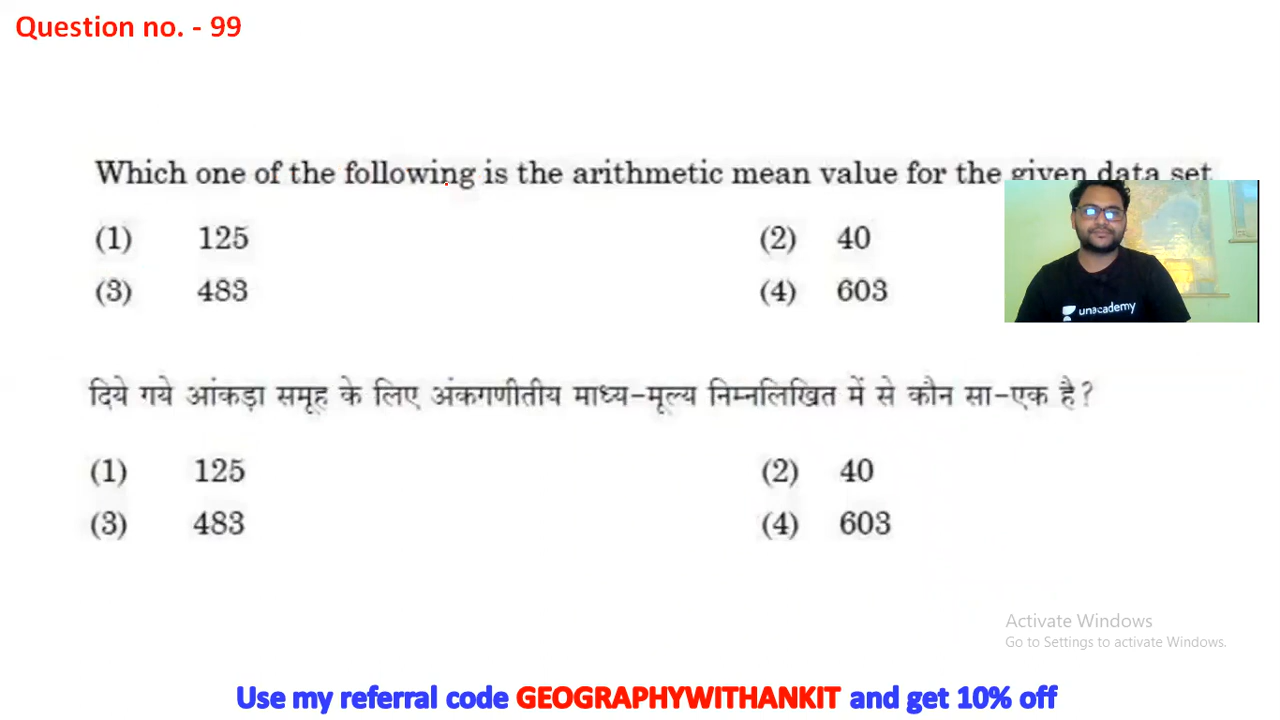 Question no. - 99
Which one of the following is the arithmetic mean value for the given data set
(1) 125 (2) 40
(3) 483 (4) 603
unacademy
दिये गये आंकड़ा समूह के लिए अंकगणीतीय माध्य-मूल्य निम्नलिखित में से कौन सा-एक है?
(1) 125 (2) 40
(3) 483 (4) 603
Activate Windows
Go to Settings to activate Windows.
Use my referral code GEOGRAPHYWITHANKIT and get 10% off